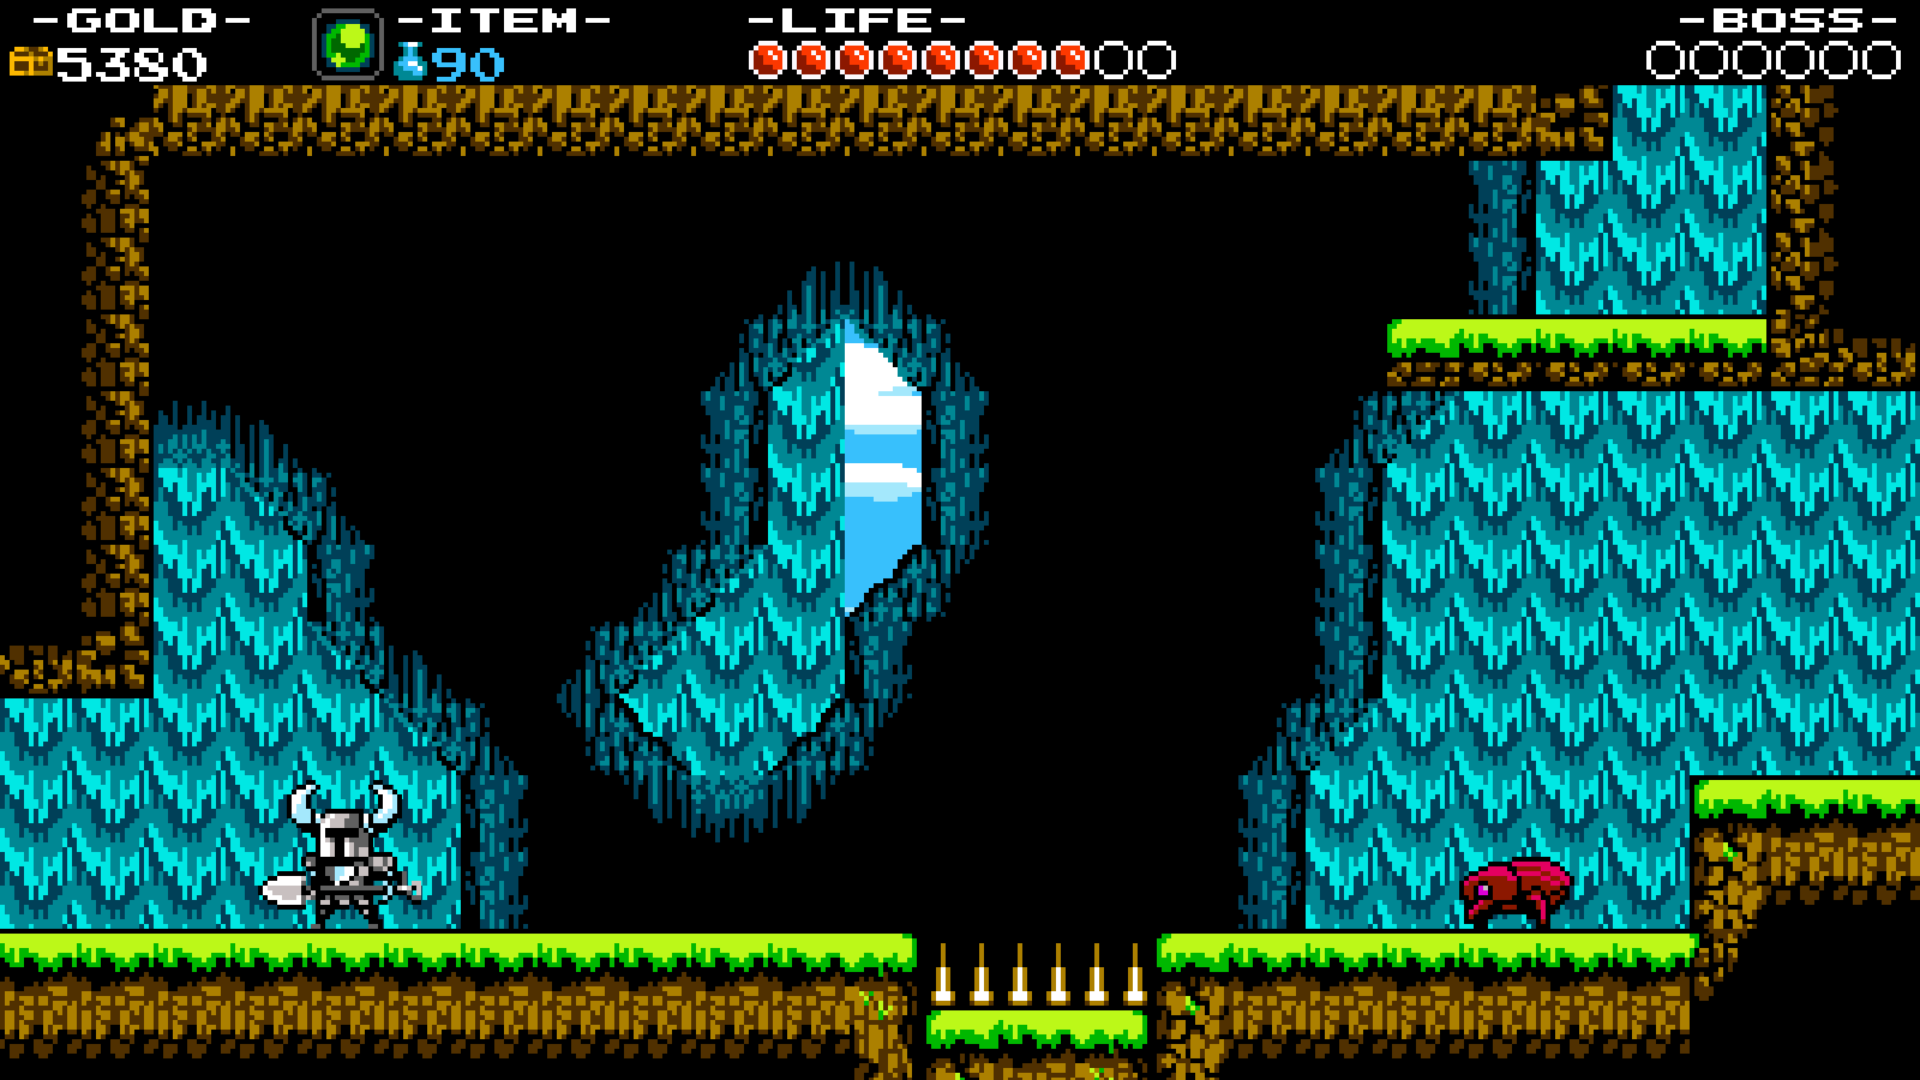 -GOLD-
5380
-ITEM-
90
-LIFE-
-BOSS-